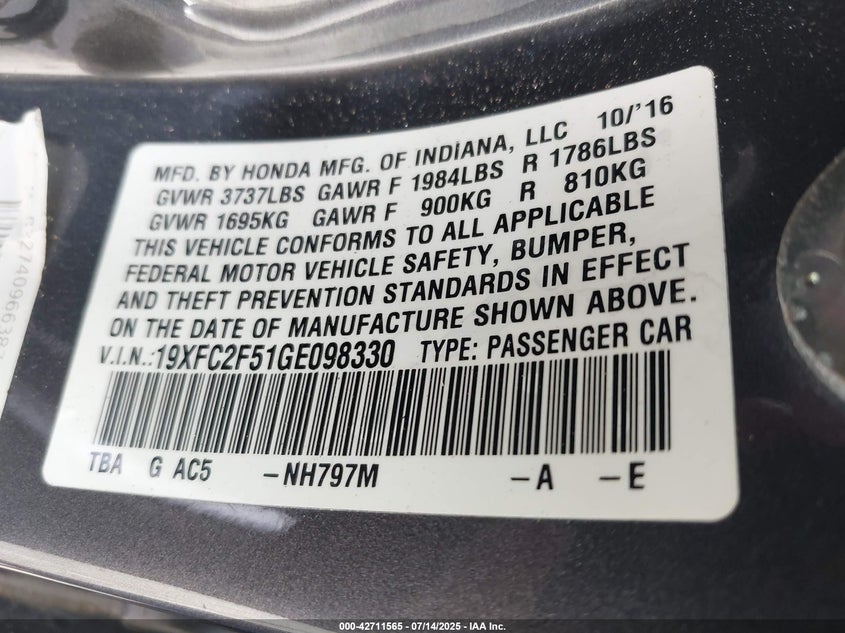 MFD. BY HONDA MFG. OF INDIANA, LLC 10/'16
GVWR 3737LBS GAWR F 1984LBS R 1786LBS
GVWR 1695KG GAWR F 900KG R 810KG
THIS VEHICLE CONFORMS TO ALL APPLICABLE
FEDERAL MOTOR VEHICLE SAFETY, BUMPER,
AND THEFT PREVENTION STANDARDS IN EFFECT
ON THE DATE OF MANUFACTURE SHOWN ABOVE.
V.I.N.:19XFC2F51GE098330 TYPE: PASSENGER CAR
TBA G AC5 -NH797M -A -E
000-42711565 | 07/14/2025 - IAA Inc.